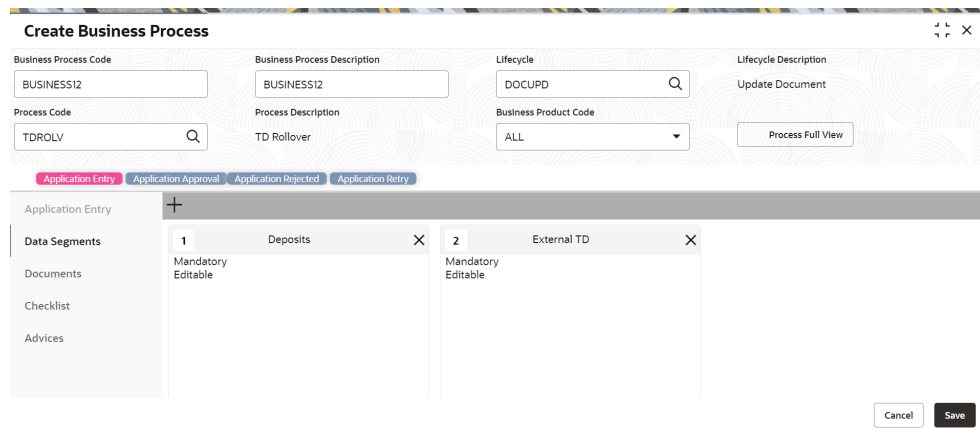 Create Business Process
Business Process Code
Business Process Description
Lifecycle
Lifecycle Description
BUSINESS12
BUSINESS12
DOCUPD
Update Document
Process Code
Process Description
Business Product Code
TDROLV
TD Rollover
ALL
Process Full View
Application Entry
Application Approval
Application Rejected
Application Retry
Application Entry
Data Segments
Documents
Checklist
Advices
1
Deposits
Mandatory
Editable
2
External TD
Mandatory
Editable
Cancel
Save